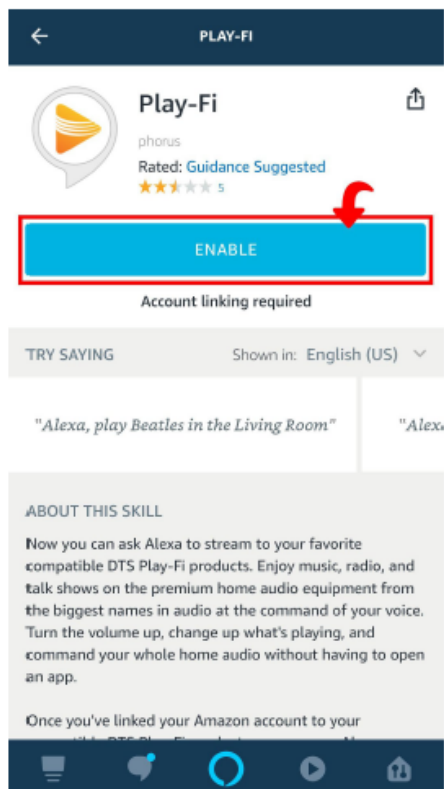 PLAY-FI
Play-Fi
phorus
Rated: Guidance Suggested
5
ENABLE
Account linking required
TRY SAYING Shown in: English (US)
"Alexa, play Beatles in the Living Room" "Alexa
ABOUT THIS SKILL
Now you can ask Alexa to stream to your favorite
compatible DTS Play-Fi products. Enjoy music, radio, and
talk shows on the premium home audio equipment from
the biggest names in audio at the command of your voice.
Turn the volume up, change up what's playing, and
command your whole home audio without having to open
an app.
Once you've linked your Amazon account to your